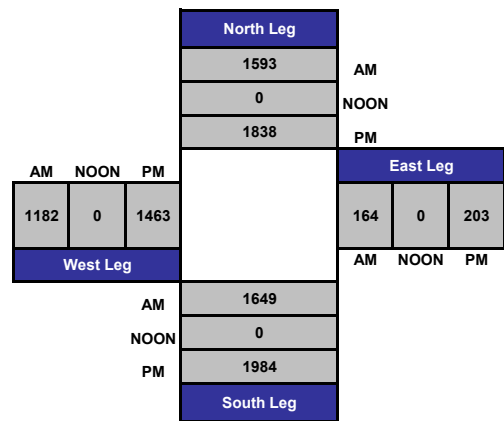 North Leg
1593 AM
0 NOON
1838 PM
AM NOON PM East Leg
1182 0 1463 164 0 203
West Leg AM NOON PM
AM 1649
NOON 0
PM 1984
South Leg